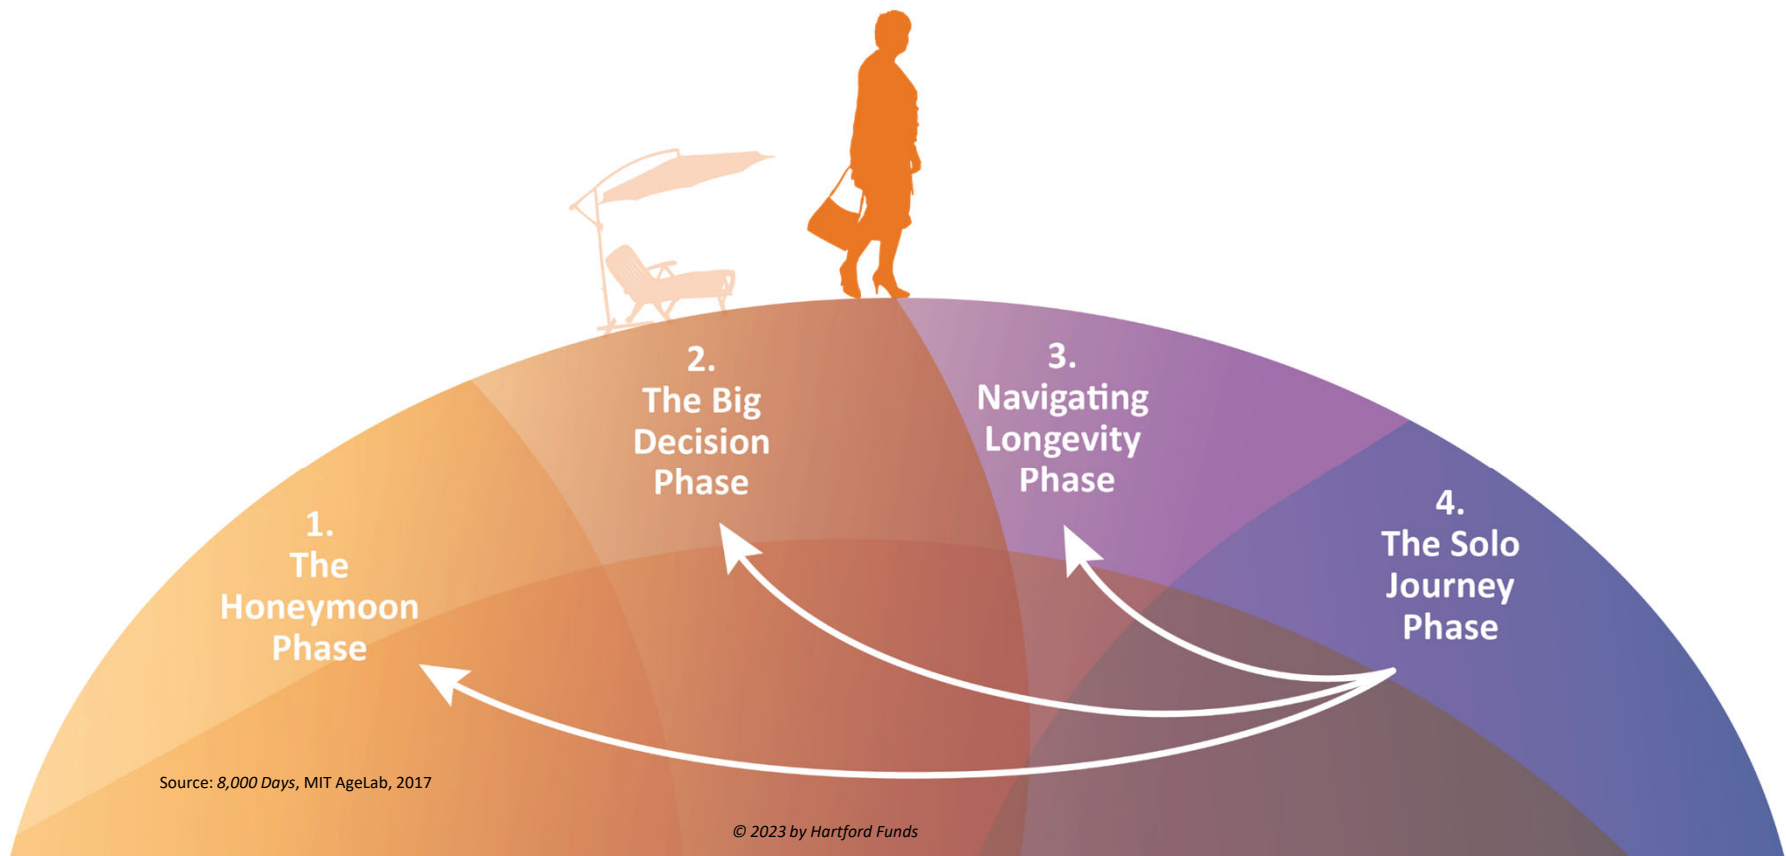 1.
The
Honeymoon
Phase
2.
The Big
Decision
Phase
3.
Navigating
Longevity
Phase
4.
The Solo
Journey
Phase
Source: 8,000 Days, MIT AgeLab, 2017
© 2023 by Hartford Funds